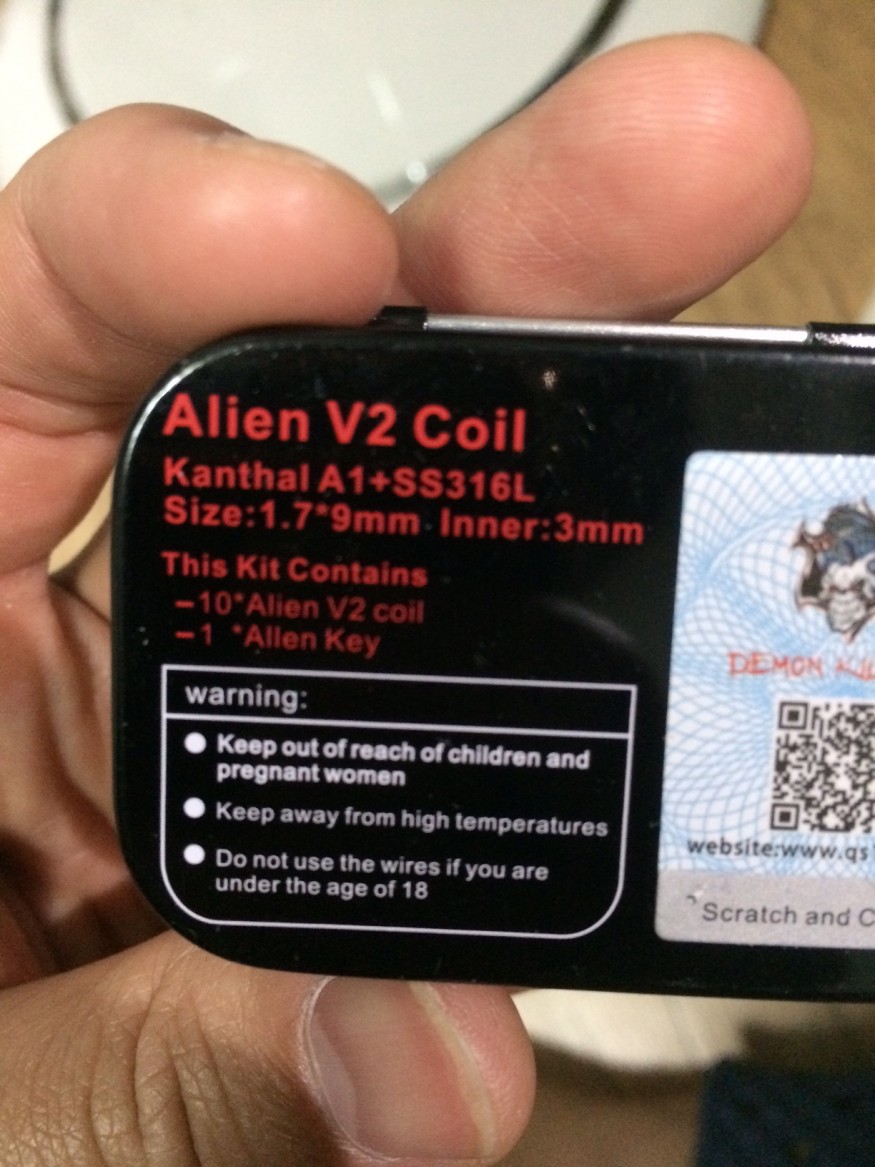 Alien V2 Coil
Kanthal A1+SS316L
Size:1.7*9mm Inner:3mm
This Kit Contains
–10*Alien V2 coil
–1 *Allen Key
warning:
● Keep out of reach of children and
pregnant women
● Keep away from high temperatures
● Do not use the wires if you are
under the age of 18
DEMON
website:www.qs
Scratch and